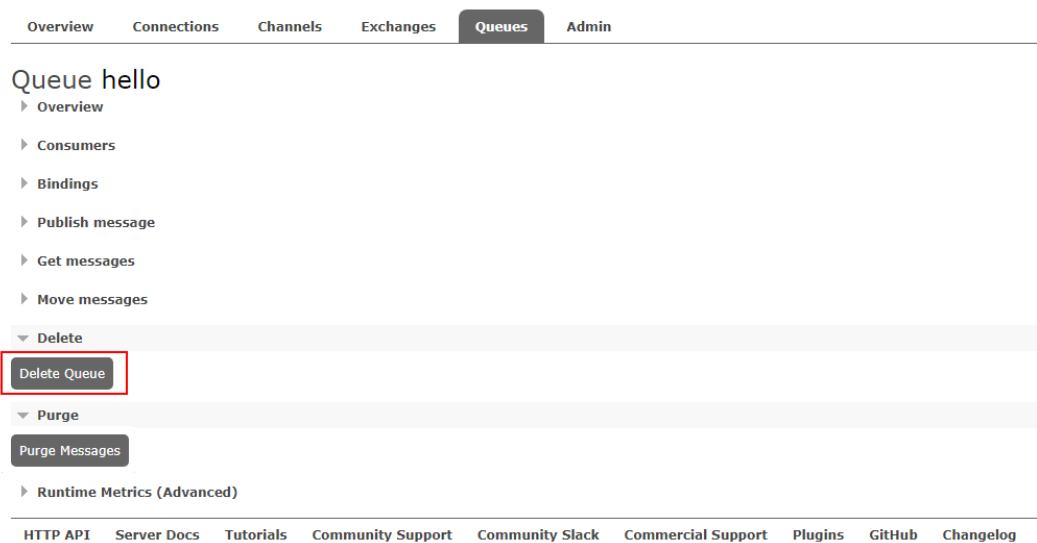 Overview Connections Channels Exchanges Queues Admin
Queue hello
Overview
Consumers
Bindings
Publish message
Get messages
Move messages
Delete
Delete Queue
Purge
Purge Messages
Runtime Metrics (Advanced)
HTTP API Server Docs Tutorials Community Support Community Slack Commercial Support Plugins GitHub Changelog